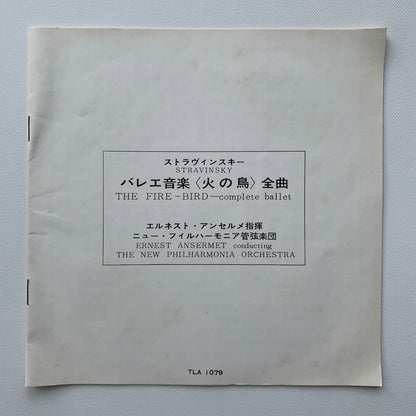 ストラヴィンスキー
STRAVINSKY
バレエ音楽〈火の鳥〉全曲
THE FIRE-BIRD—complete ballet
エルネスト・アンセルメ指揮
ニュー・フィルハーモニア管弦楽団
ERNEST ANSERMET conducting
THE NEW PHILHARMONIA ORCHESTRA
TLA 1079